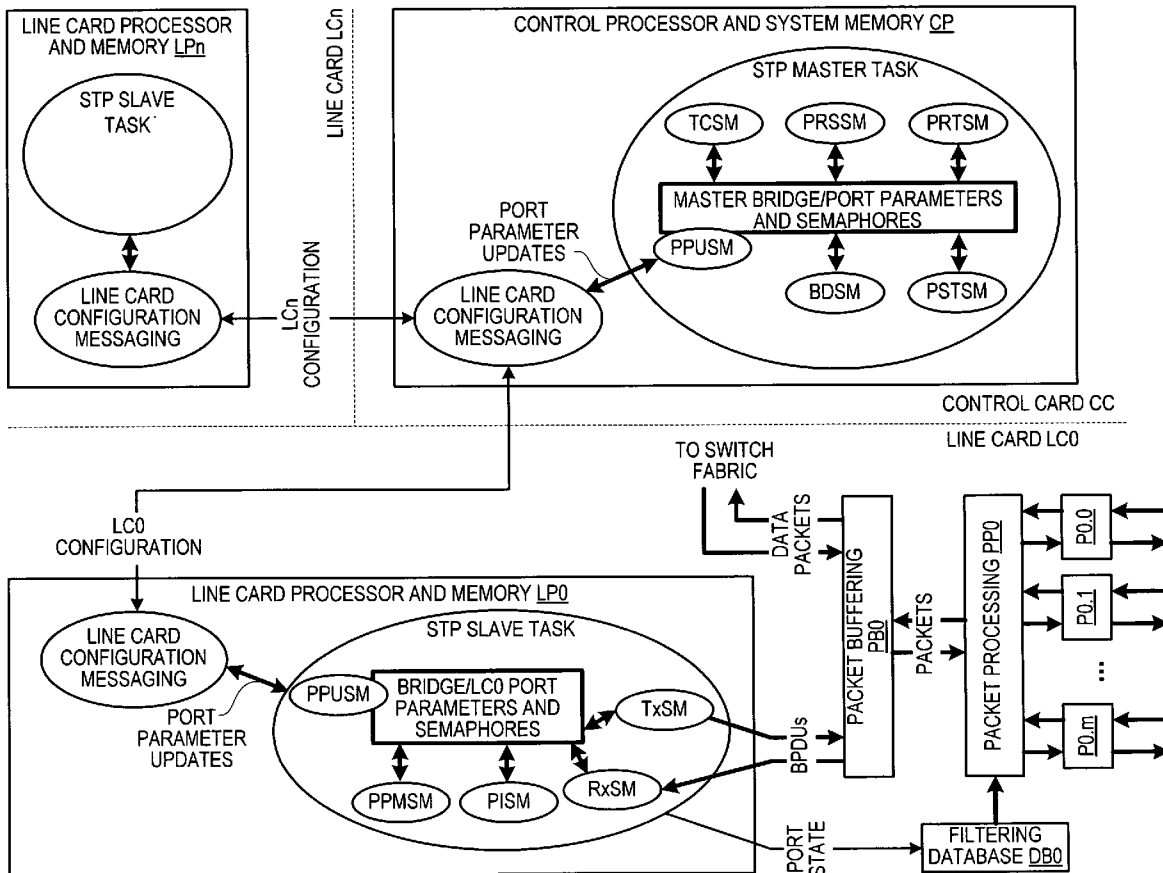 LINE CARD PROCESSOR
AND MEMORY LPn
STP SLAVE
TASK
LINE CARD
CONFIGURATION
MESSAGING
LINE CARD LCn
LCn
CONFIGURATION
CONTROL PROCESSOR AND SYSTEM MEMORY CP
STP MASTER TASK
TCSM
PRSSM
PRTSM
MASTER BRIDGE/PORT PARAMETERS
AND SEMAPHORES
PPUSM
BDSM
PSTSM
PORT
PARAMETER
UPDATES
LINE CARD
CONFIGURATION
MESSAGING
CONTROL CARD CC
LINE CARD LC0
LC0
CONFIGURATION
TO SWITCH
FABRIC
DATA
PACKETS
PACKET BUFFERING
PB0
PACKETS
PACKET PROCESSING PP0
P0.0
P0.1
...
P0.m
LINE CARD PROCESSOR AND MEMORY LP0
LINE CARD
CONFIGURATION
MESSAGING
PORT
PARAMETER
UPDATES
STP SLAVE TASK
PPUSM
BRIDGE/LC0 PORT
PARAMETERS AND
SEMAPHORES
TxSM
PPMSM
PISM
RxSM
BPDUs
PORT
STATE
FILTERING
DATABASE DB0